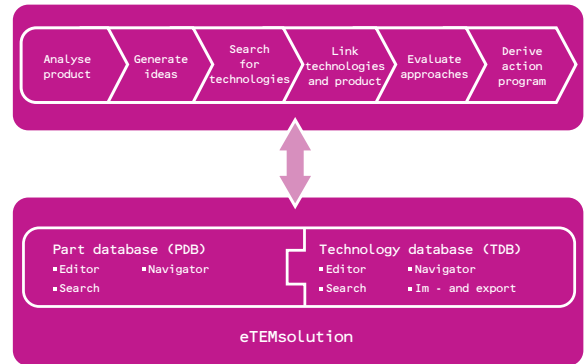 Analyse
product
Generate
ideas
Search
for
technologies
Link
technologies
and product
Evaluate
approaches
Derive
action
program
Part database (PDB)
▪ Editor ▪ Navigator
▪ Search
Technology database (TDB)
▪ Editor ▪ Navigator
▪ Search ▪ Im - and export
eTEMsolution